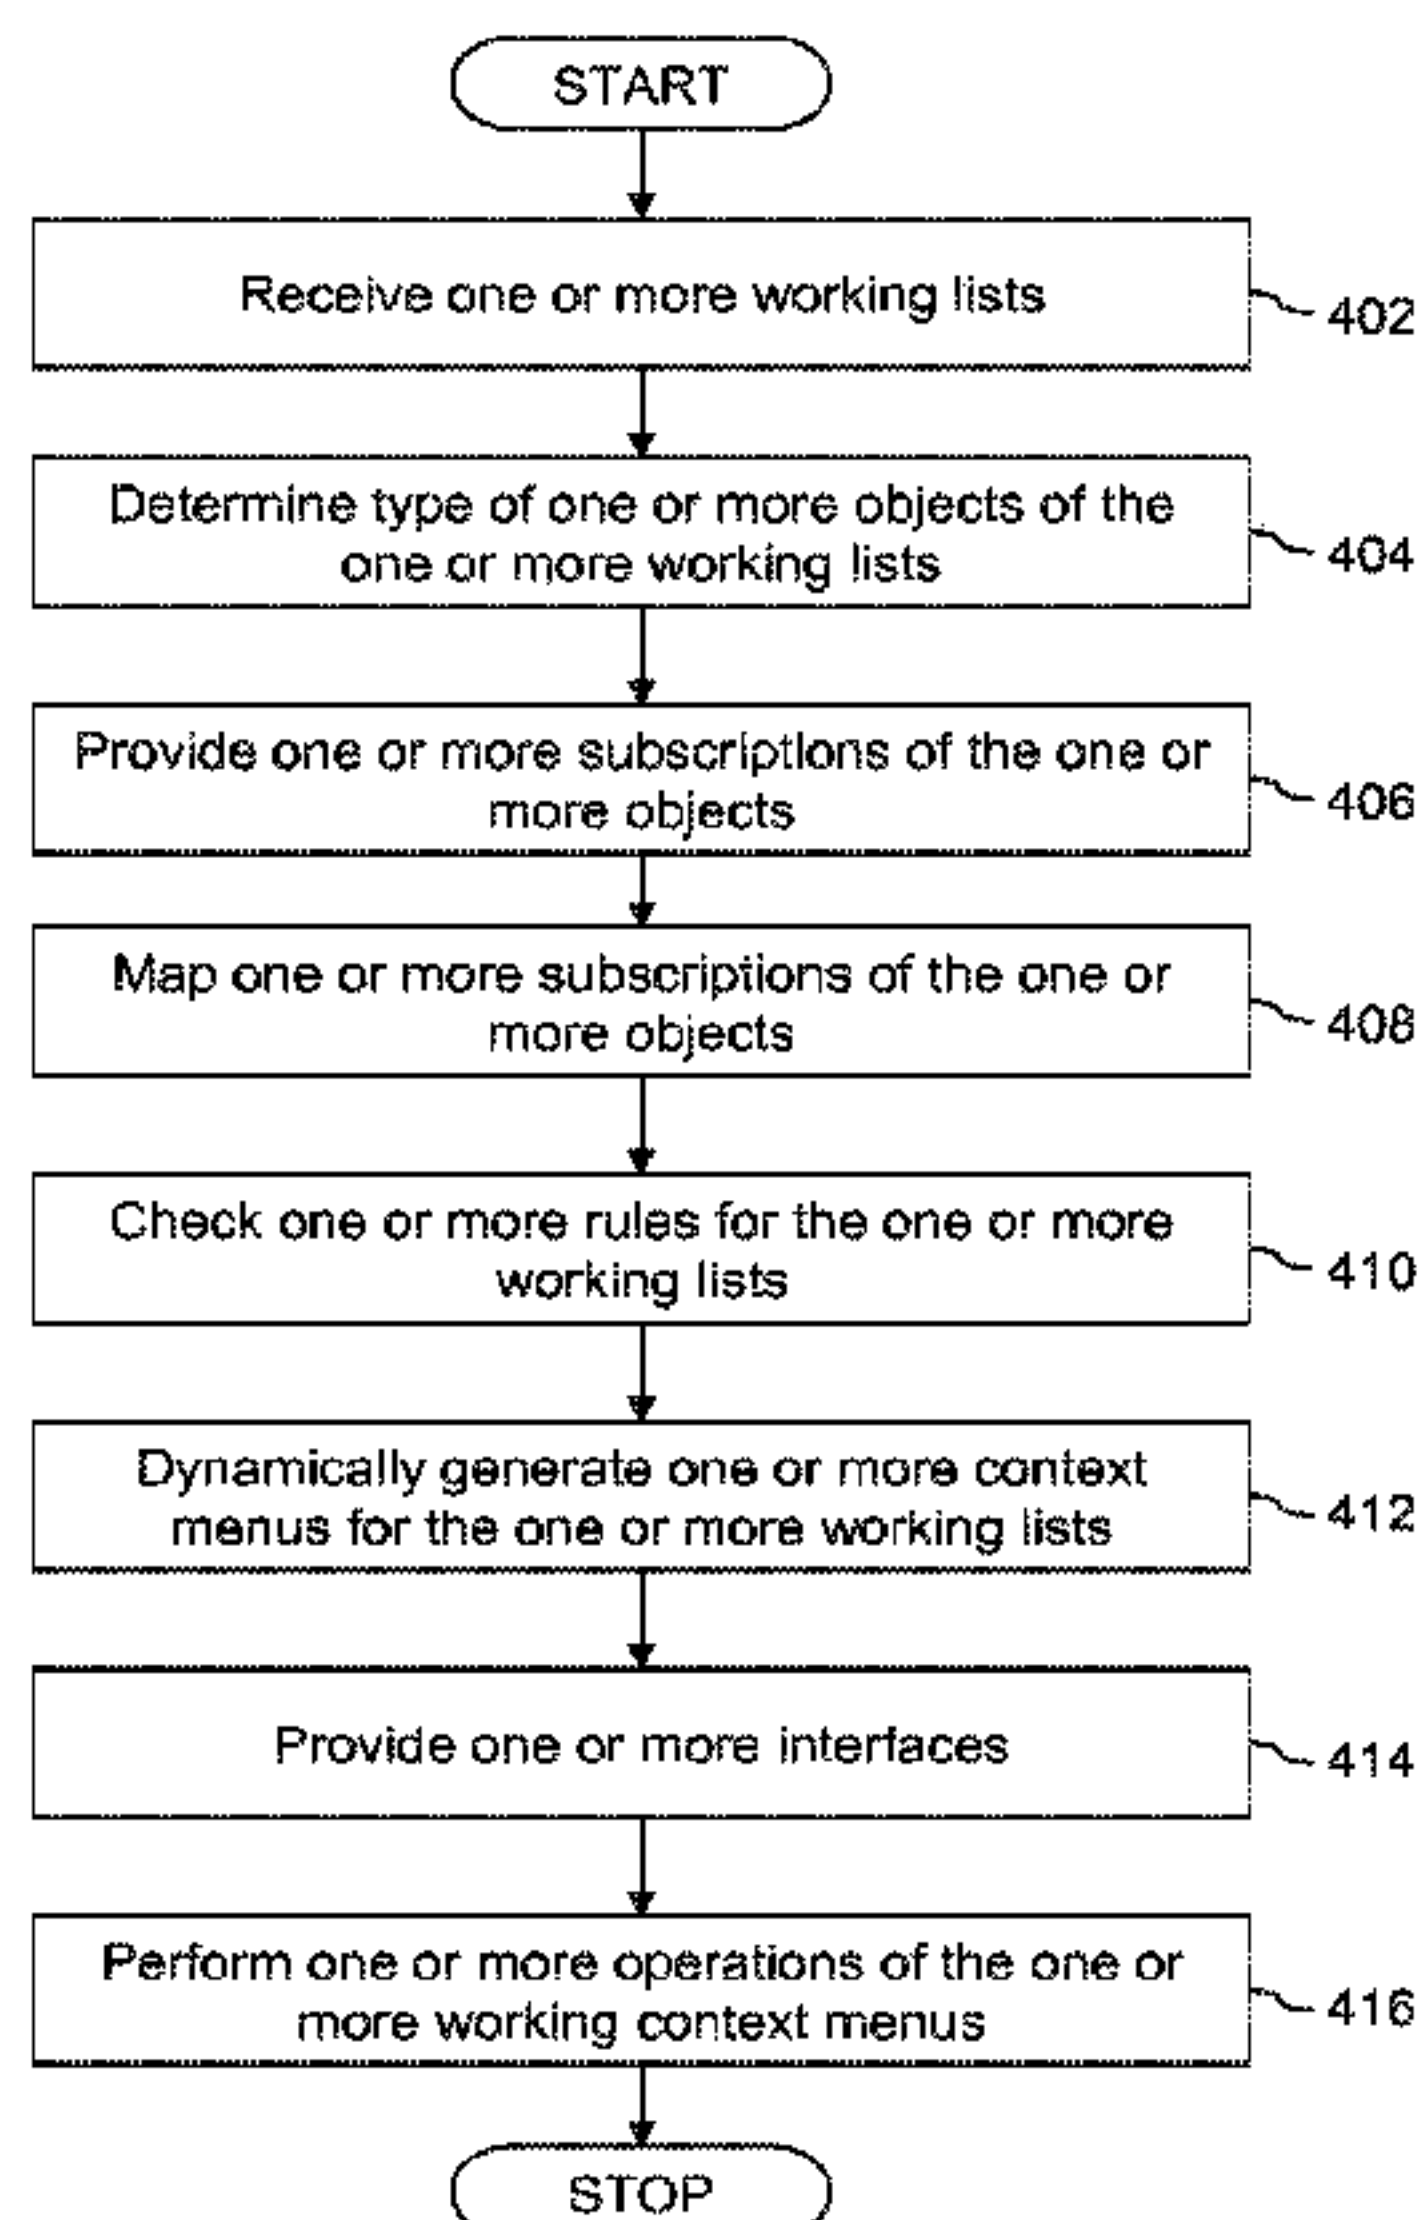 START
Receive one or more working lists
402
Determine type of one or more objects of the
one or more working lists
404
Provide one or more subscriptions of the one or
more objects
406
Map one or more subscriptions of the one or
more objects
408
Check one or more rules for the one or more
working lists
410
Dynamically generate one or more context
menus for the one or more working lists
412
Provide one or more interfaces
414
Perform one or more operations of the one or
more working context menus
416
STOP